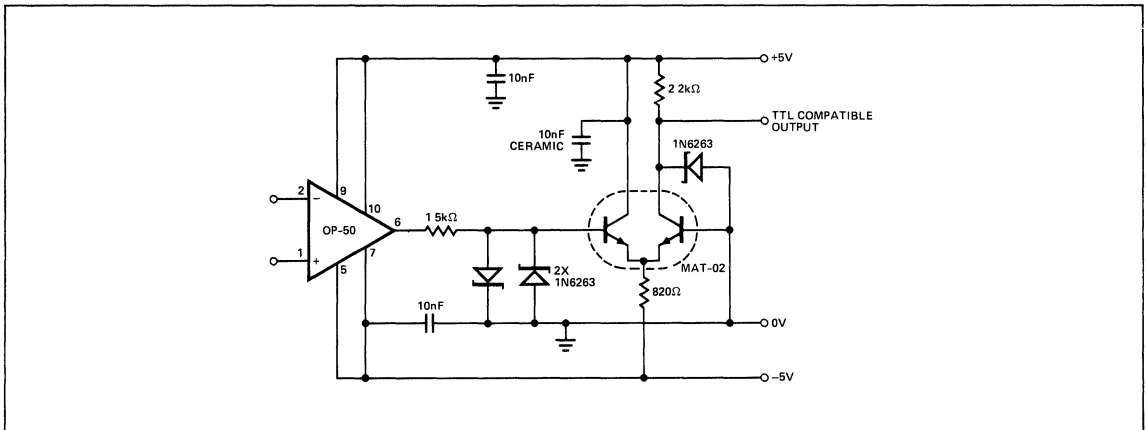 +5V
10nF
2 2kΩ
TTL COMPATIBLE
OUTPUT
10nF
CERAMIC
1N6263
2
−
9
10
OP-50
6
1 5kΩ
1
+
7
5
2X
1N6263
MAT-02
820Ω
10nF
0V
−5V